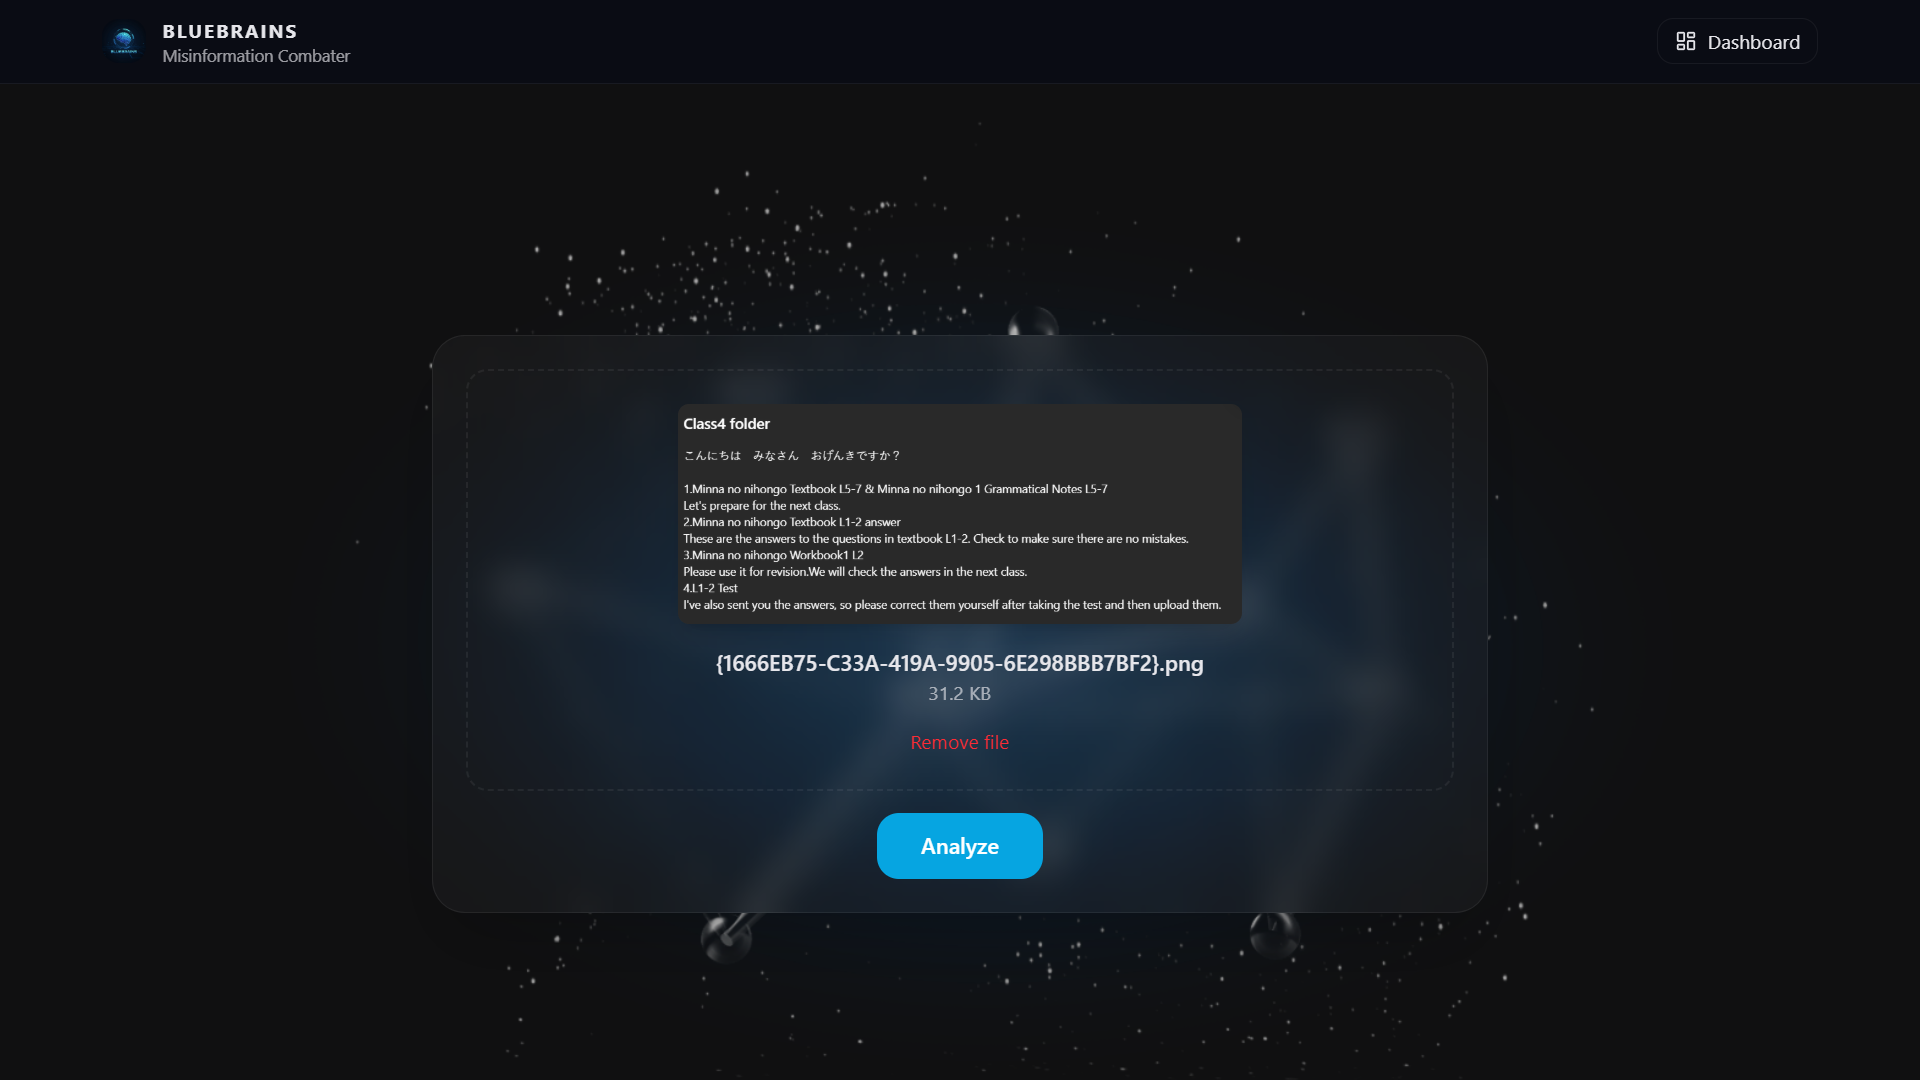 BLUEBRAINS
Misinformation Combater
Dashboard
Class4 folder
こんにちは　みなさん　おげんきですか？
1.Minna no nihongo Textbook L5-7 & Minna no nihongo 1 Grammatical Notes L5-7
Let's prepare for the next class.
2.Minna no nihongo Textbook L1-2 answer
These are the answers to the questions in textbook L1-2. Check to make sure there are no mistakes.
3.Minna no nihongo Workbook1 L2
Please use it for revision.We will check the answers in the next class.
4.L1-2 Test
I've also sent you the answers, so please correct them yourself after taking the test and then upload them.
{1666EB75-C33A-419A-9905-6E298BBB7BF2}.png
31.2 KB
Remove file
Analyze